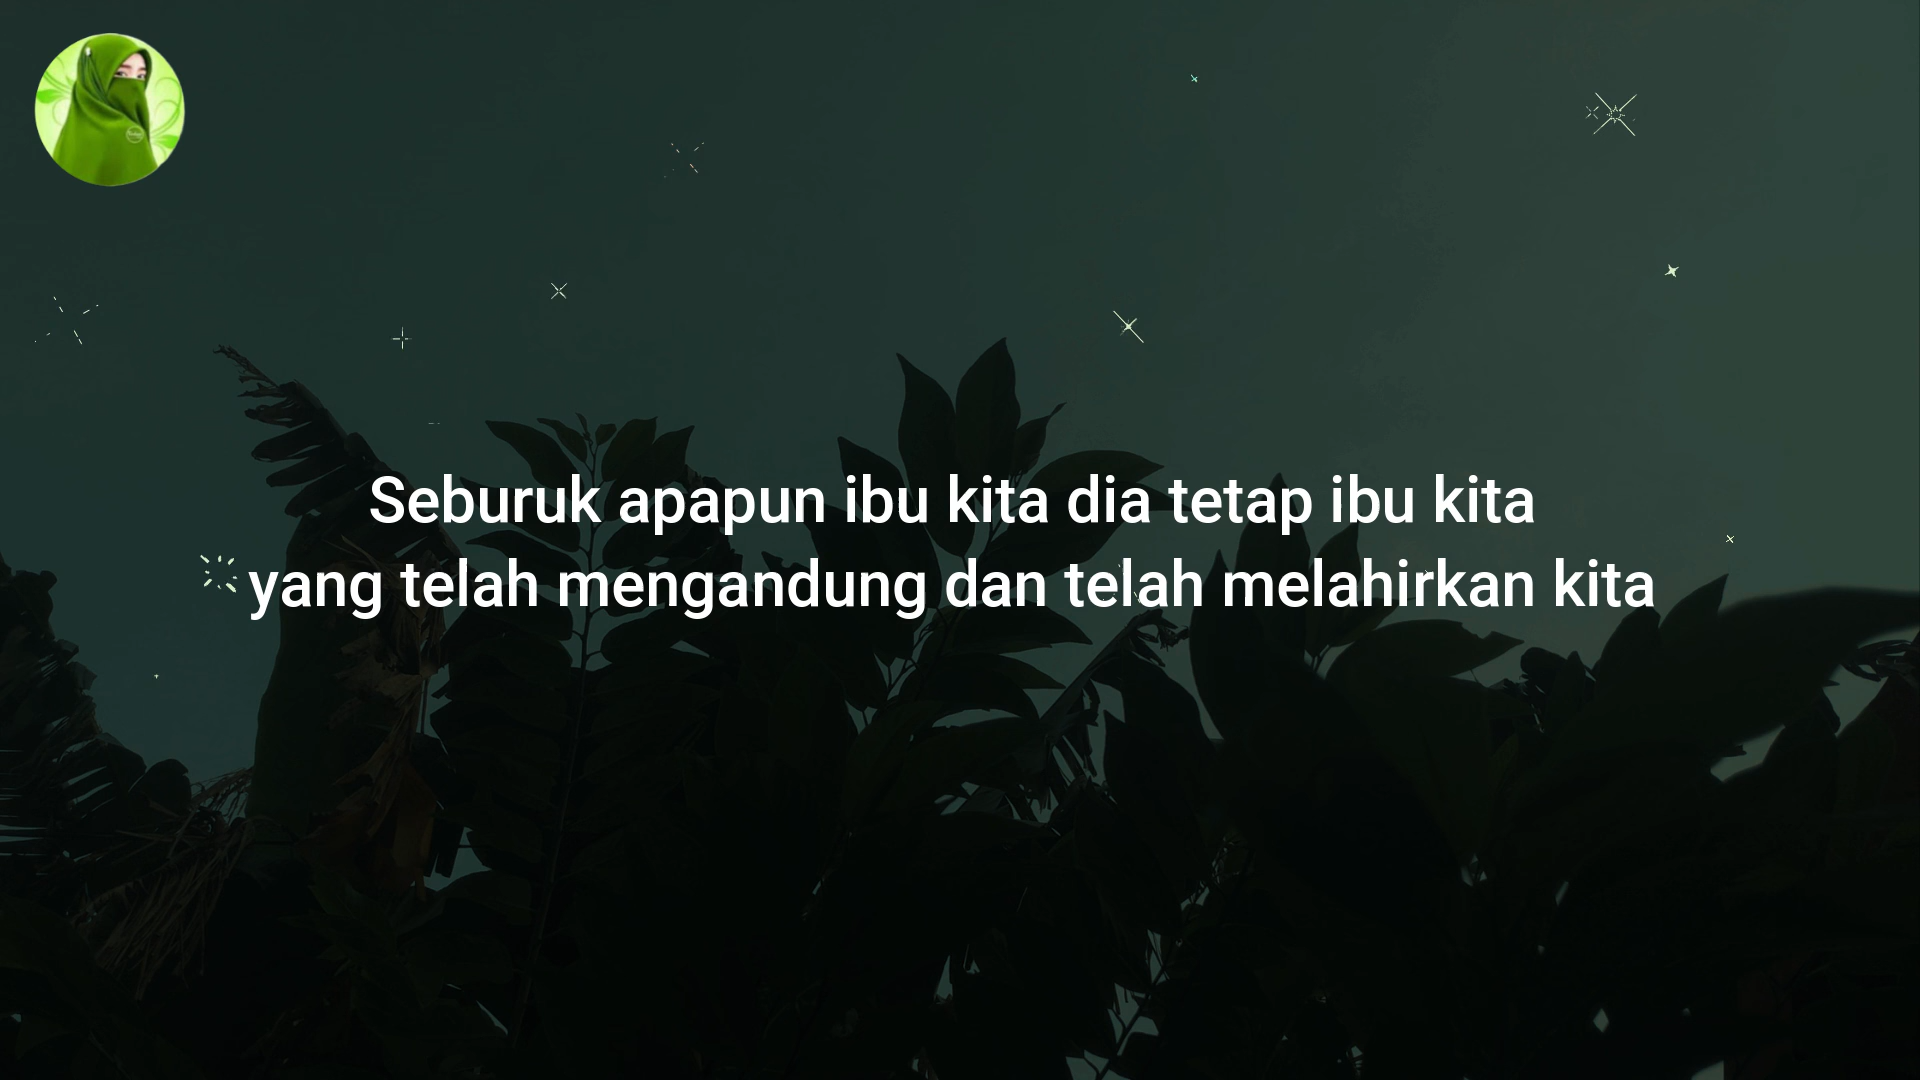 Seburuk apapun ibu kita dia tetap ibu kita
yang telah mengandung dan telah melahirkan kita